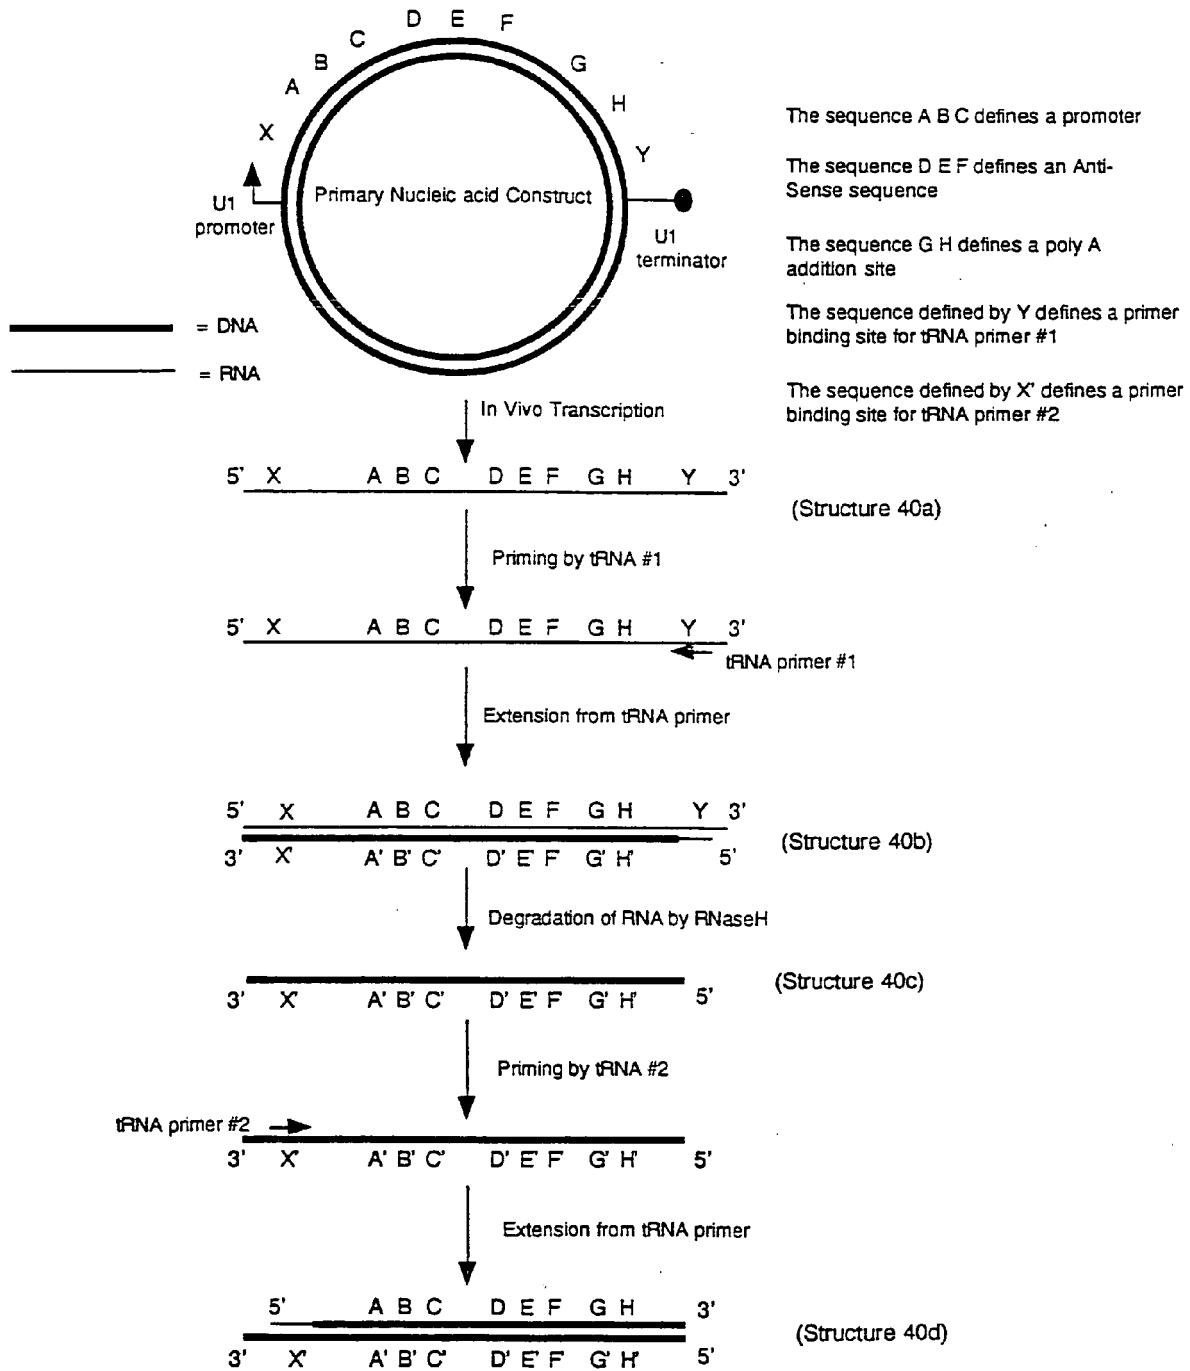 D E F
C G
B H
A Y
X
Primary Nucleic acid Construct
U1
promoter
U1
terminator
The sequence A B C defines a promoter
The sequence D E F defines an Anti-
Sense sequence
The sequence G H defines a poly A
addition site
The sequence defined by Y defines a primer
binding site for tRNA primer #1
The sequence defined by X' defines a primer
binding site for tRNA primer #2
= DNA
= RNA
In Vivo Transcription
5' X A B C D E F G H Y 3'
(Structure 40a)
Priming by tRNA #1
5' X A B C D E F G H Y 3'
tRNA primer #1
Extension from tRNA primer
5' X A B C D E F G H Y 3'
3' X' A' B' C' D' E' F' G' H' 5'
(Structure 40b)
Degradation of RNA by RNaseH
3' X' A' B' C' D' E' F' G' H' 5'
(Structure 40c)
Priming by tRNA #2
tRNA primer #2
3' X' A' B' C' D' E' F' G' H' 5'
Extension from tRNA primer
5' A B C D E F G H 3'
3' X' A' B' C' D' E' F' G' H' 5'
(Structure 40d)